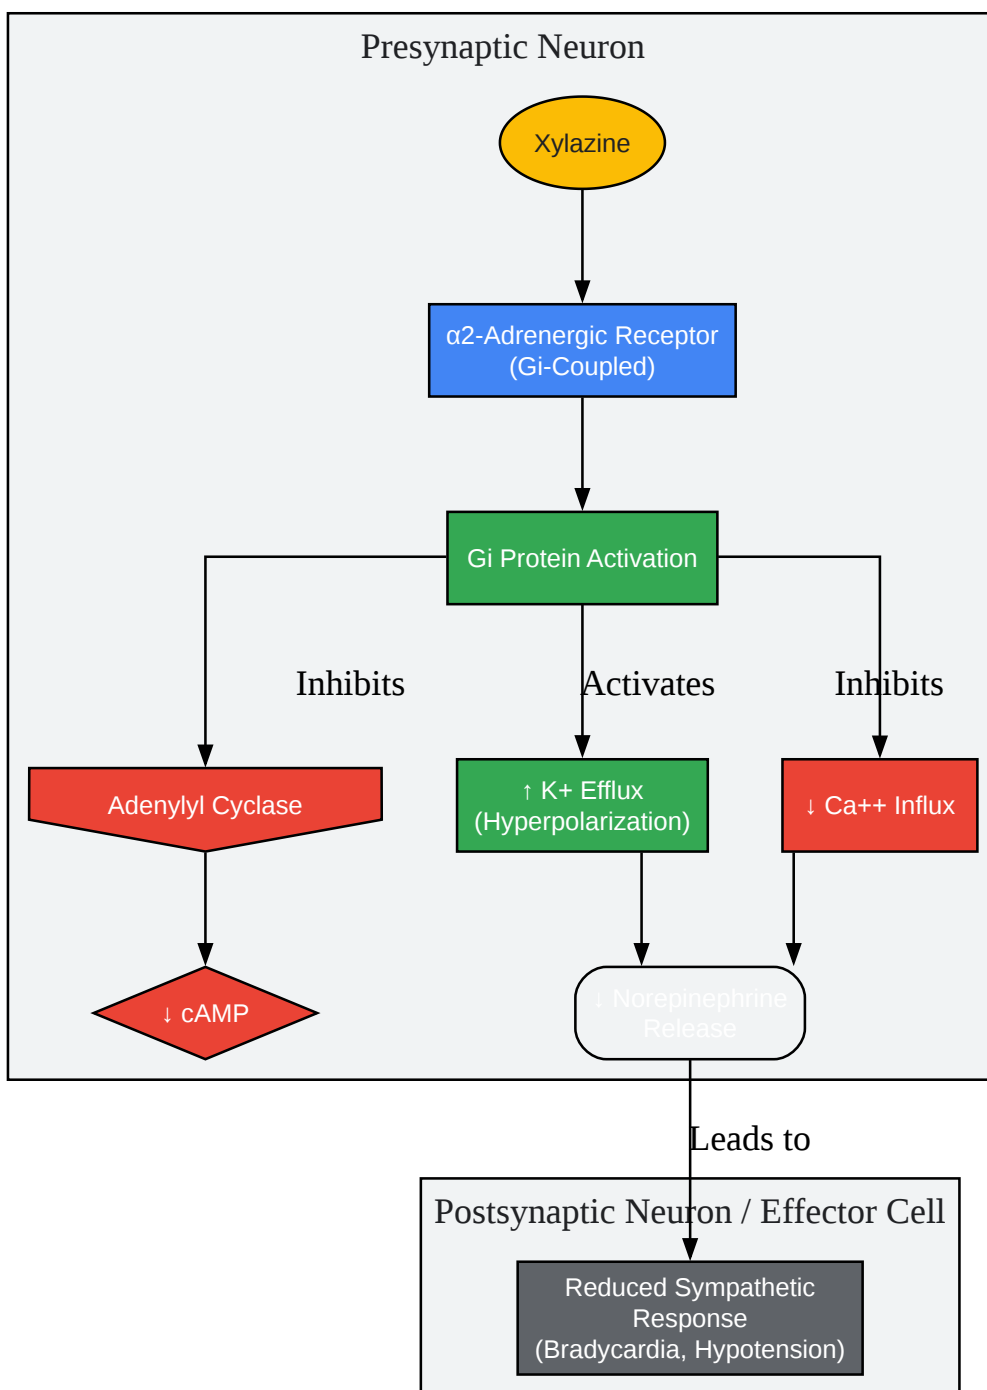 Presynaptic Neuron
Xylazine
α2-Adrenergic Receptor
(Gi-Coupled)
Gi Protein Activation
Inhibits
Activates
Inhibits
Adenylyl Cyclase
↑ K+ Efflux
(Hyperpolarization)
↓ Ca++ Influx
↓ cAMP
↓ Norepinephrine
Release
Leads to
Postsynaptic Neuron / Effector Cell
Reduced Sympathetic
Response
(Bradycardia, Hypotension)